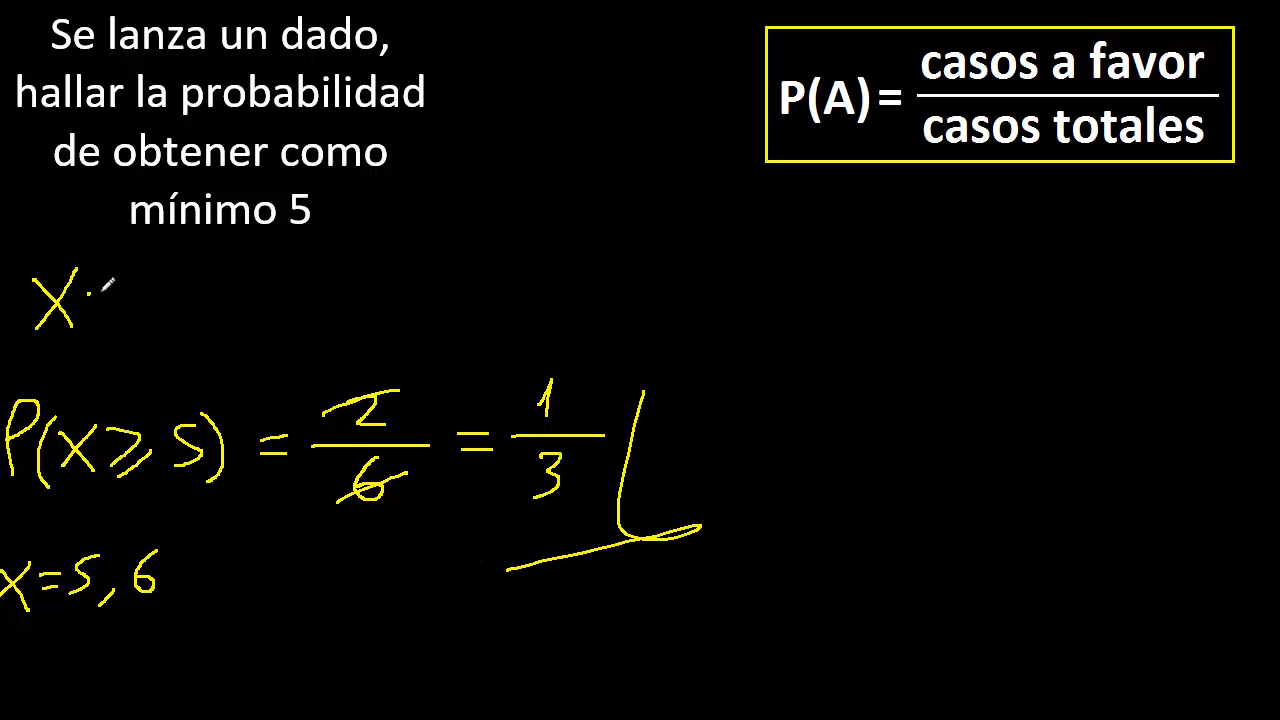 Se lanza un dado,
hallar la probabilidad
de obtener como
mínimo 5
P(A) = casos a favor
casos totales
X:
P(X ≥ 5) = 2/6 = 1/3
X = 5, 6